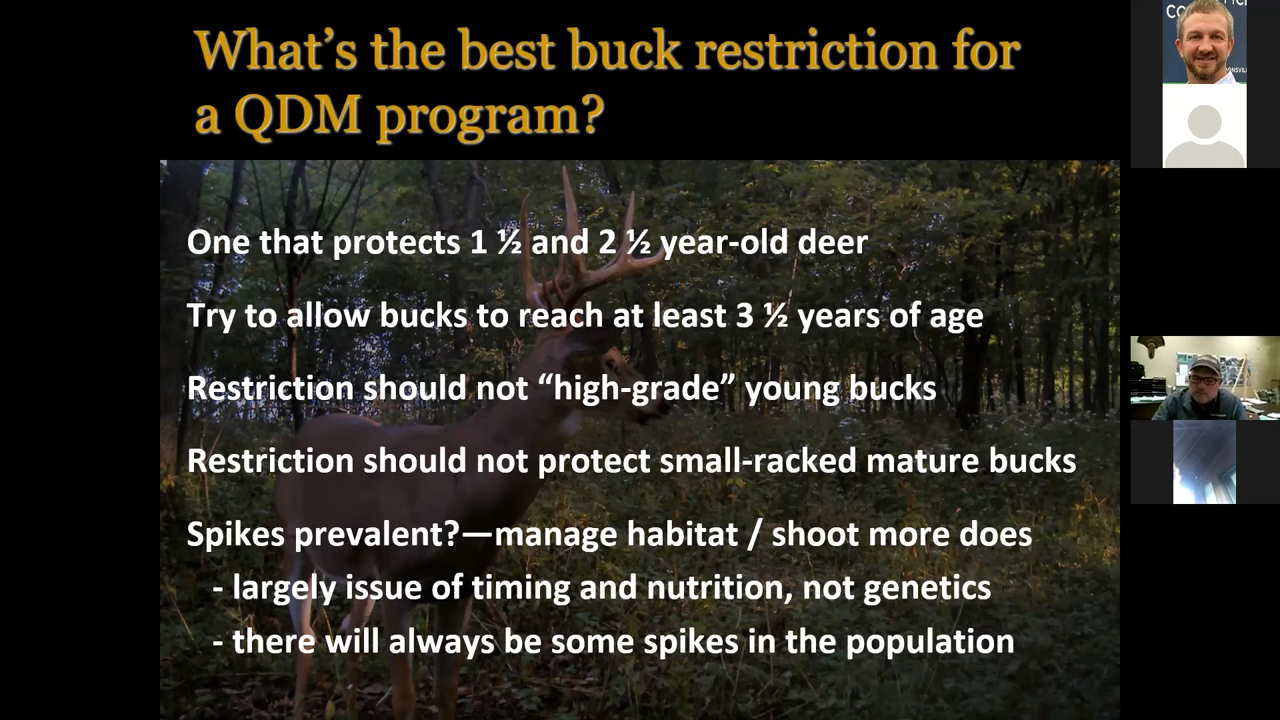 What's the best buck restriction for
a QDM program?
One that protects 1 ½ and 2 ½ year-old deer
Try to allow bucks to reach at least 3 ½ years of age
Restriction should not “high-grade” young bucks
Restriction should not protect small-racked mature bucks
Spikes prevalent?—manage habitat / shoot more does
- largely issue of timing and nutrition, not genetics
- there will always be some spikes in the population